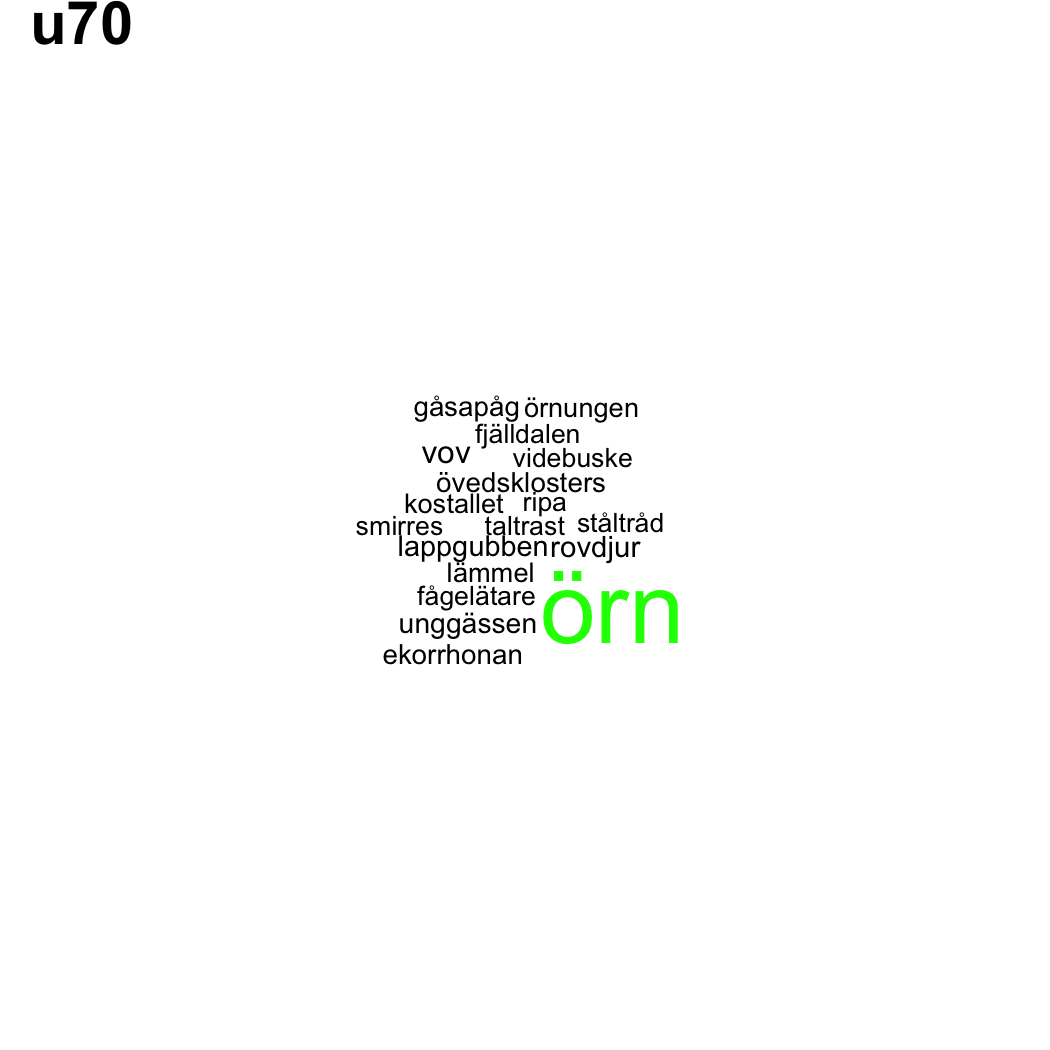 u70
gåsapåg örnungen
fjälldalen
vov videbuske
övedsklosters
kostallet ripa
smirres taltrast ståltråd
lappgubben rovdjur
lämmel
fågelätare örn
unggässen
ekorrhonan